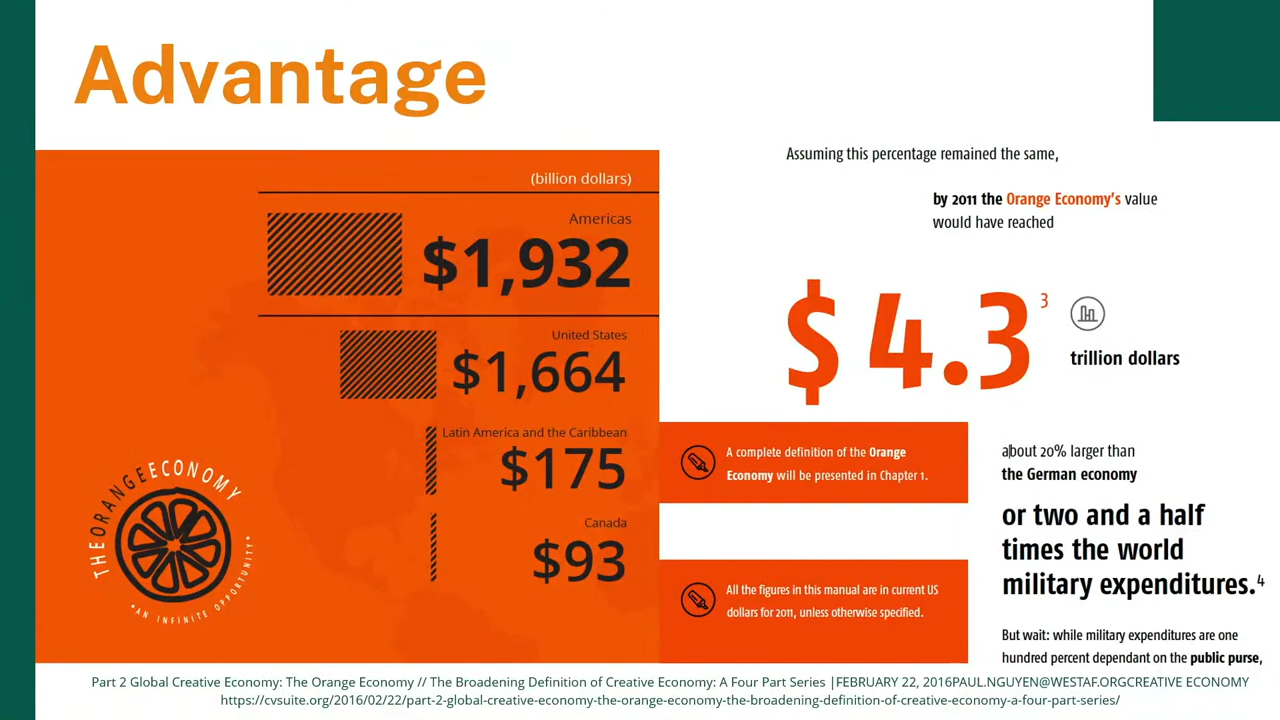 Advantage
(billion dollars)
Americas
$1,932
United States
$1,664
Latin America and the Caribbean
$175
Canada
$93
THE ORANGE ECONOMY
•AN INFINITE OPPORTUNITY•
Assuming this percentage remained the same,
by 2011 the Orange Economy's value
would have reached
$4.3 3
trillion dollars
A complete definition of the Orange
Economy will be presented in Chapter 1.
All the figures in this manual are in current US
dollars for 2011, unless otherwise specified.
about 20% larger than
the German economy
or two and a half
times the world
military expenditures.4
But wait: while military expenditures are one
hundred percent dependant on the public purse,
Part 2 Global Creative Economy: The Orange Economy // The Broadening Definition of Creative Economy: A Four Part Series |FEBRUARY 22, 2016PAUL.NGUYEN@WESTAF.ORGCREATIVE ECONOMY
https://cvsuite.org/2016/02/22/part-2-global-creative-economy-the-orange-economy-the-broadening-definition-of-creative-economy-a-four-part-series/